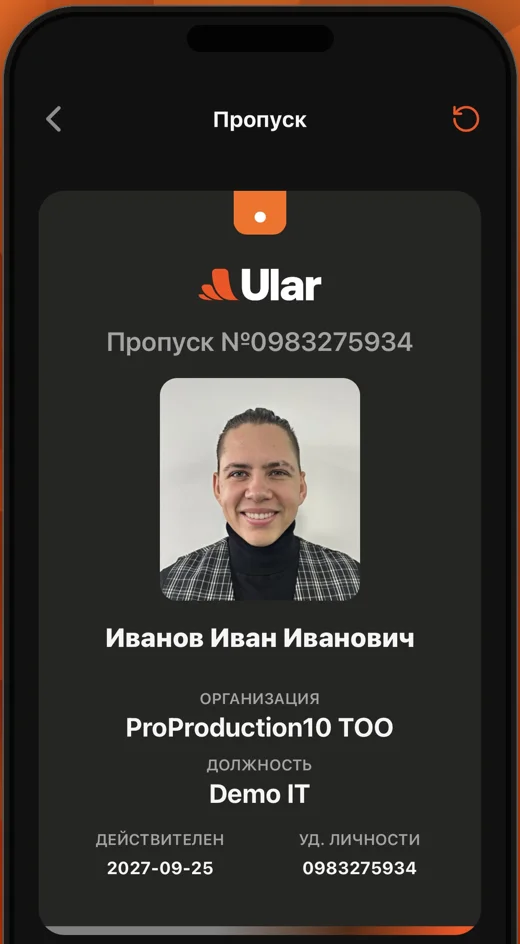 Пропуск
Ular
Пропуск №0983275934
Иванов Иван Иванович
ОРГАНИЗАЦИЯ
ProProduction10 ТОО
ДОЛЖНОСТЬ
Demo IT
ДЕЙСТВИТЕЛЕН УД. ЛИЧНОСТИ
2027-09-25 0983275934